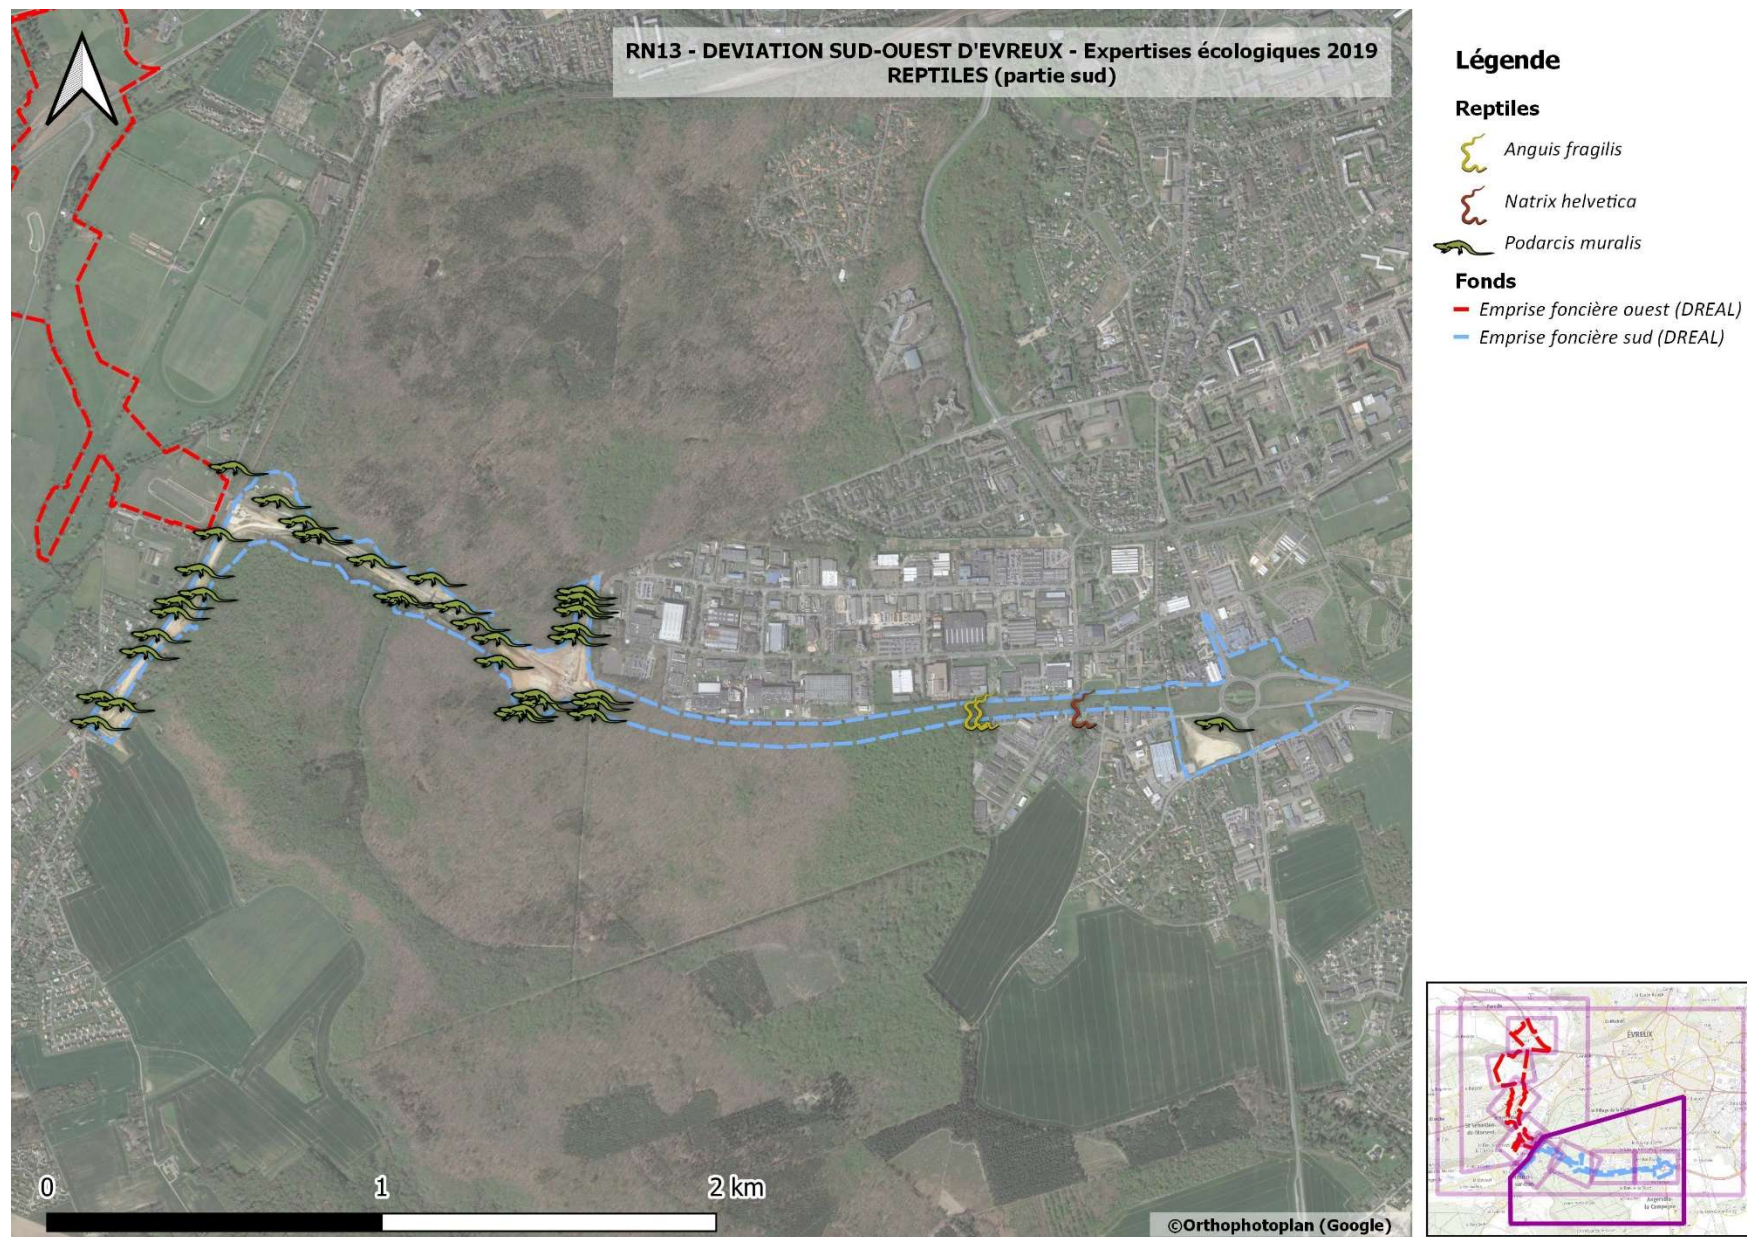 RN13 - DEVIATION SUD-OUEST D'EVREUX - Expertises écologiques 2019
REPTILES (partie sud)
Légende
Reptiles
Anguis fragilis
Natrix helvetica
Podarcis muralis
Fonds
Emprise foncière ouest (DREAL)
Emprise foncière sud (DREAL)
ÉVREUX
0 1 2 km
©Orthophotoplan (Google)